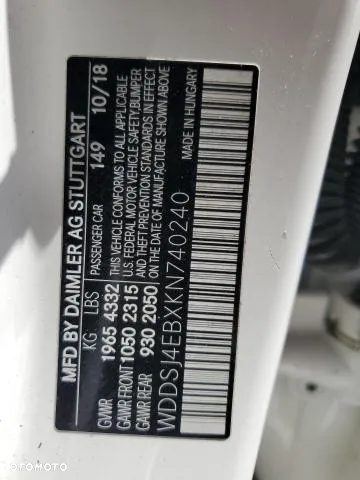 MFD BY DAIMLER AG STUTTGART
KG LBS PASSENGER CAR 149 10/18
GVWR 1965 4332 THIS VEHICLE CONFORMS TO ALL APPLICABLE
GAWR FRONT 1050 2315 U.S. FEDERAL MOTOR VEHICLE SAFETY, BUMPER
GAWR REAR 930 2050 AND THEFT PREVENTION STANDARDS IN EFFECT
ON THE DATE OF MANUFACTURE SHOWN ABOVE
WDDSJ4EBXKN740240 MADE IN HUNGARY
OTOMOTO